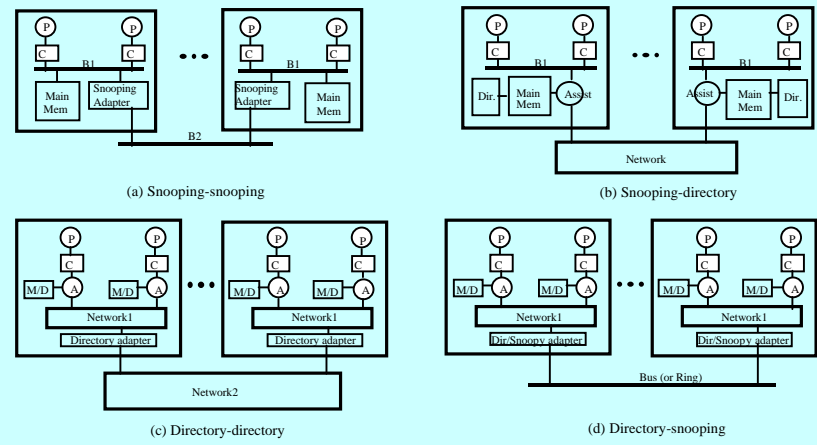 P P P P
C C C C
B1 B1
Main Mem Snooping Adapter Snooping Adapter Main Mem
B2
(a) Snooping-snooping
P P P P
C C C C
B1 B1
Dir. Main Mem Assist Assist Main Mem Dir.
Network
(b) Snooping-directory
P P P P
C C C C
M/D A M/D A M/D A M/D A
Network1 Network1
Directory adapter Directory adapter
Network2
(c) Directory-directory
P P P P
C C C C
M/D A M/D A M/D A M/D A
Network1 Network1
Dir/Snoopy adapter Dir/Snoopy adapter
Bus (or Ring)
(d) Directory-snooping